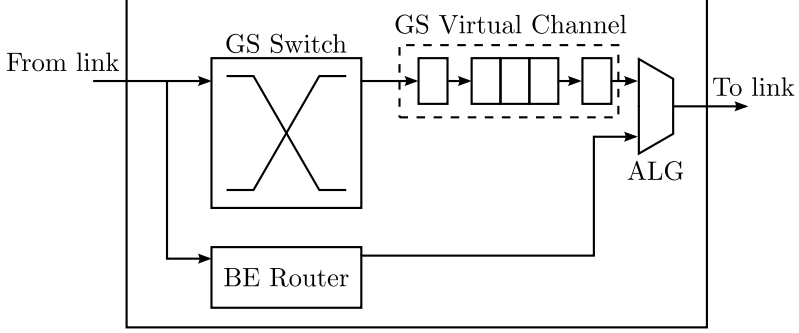 GS Virtual Channel
GS Switch
From link
To link
ALG
BE Router